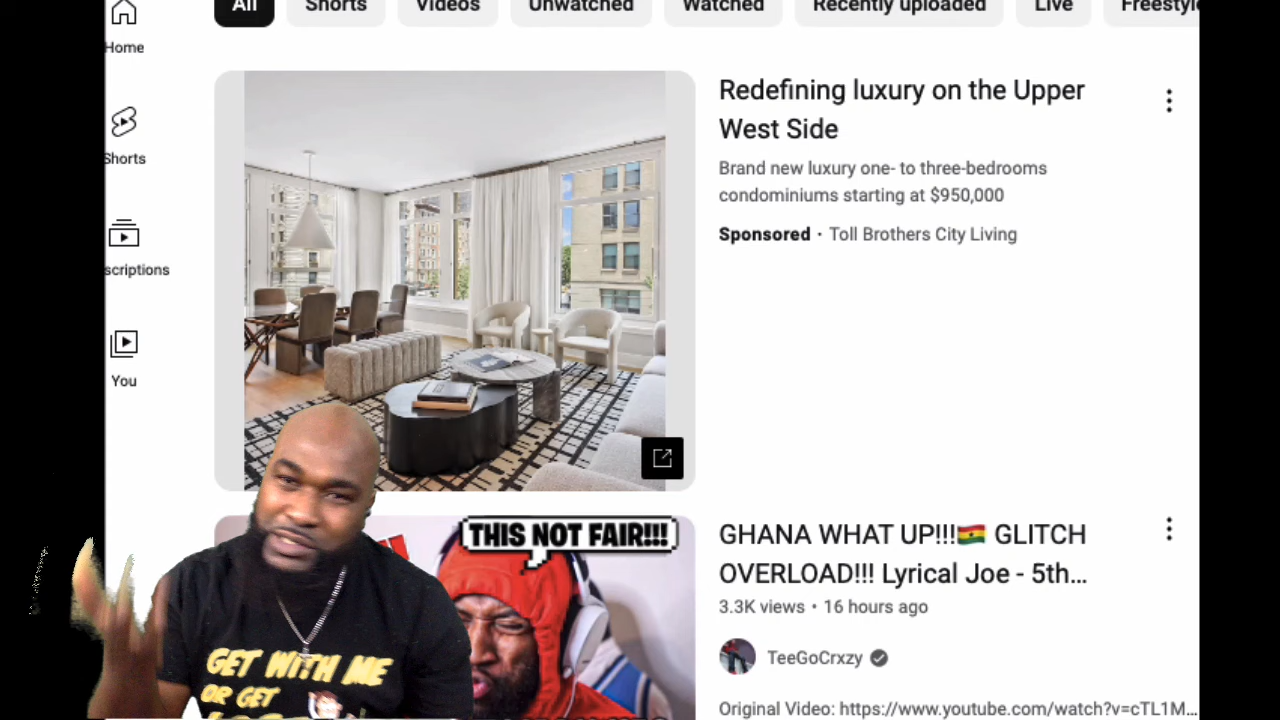 All
Shorts
Videos
Unwatched
Watched
Recently uploaded
Live
Freestyle
Home
Shorts
scriptions
You
Redefining luxury on the Upper
West Side
Brand new luxury one- to three-bedrooms
condominiums starting at $950,000
Sponsored · Toll Brothers City Living
THIS NOT FAIR!!!
GHANA WHAT UP!!!🇬🇭 GLITCH
OVERLOAD!!! Lyrical Joe - 5th...
3.3K views • 16 hours ago
TeeGoCrxzy
Original Video: https://www.youtube.com/watch?v=cTL1M...
GET WITH ME
OR GET